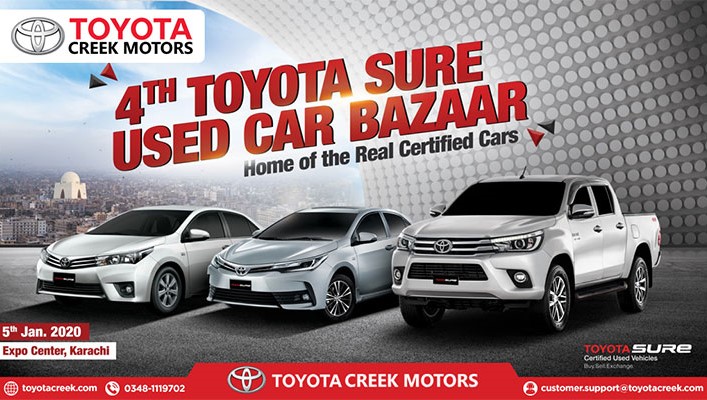 TOYOTA
CREEK MOTORS
4TH TOYOTA SURE
USED CAR BAZAAR
Home of the Real Certified Cars
5th Jan. 2020
Expo Center, Karachi
TOYOTA SURE
Certified Used Vehicles
Buy.Sell.Exchange
toyotacreek.com
0348-1119702
TOYOTA CREEK MOTORS
customer.support@toyotacreek.com